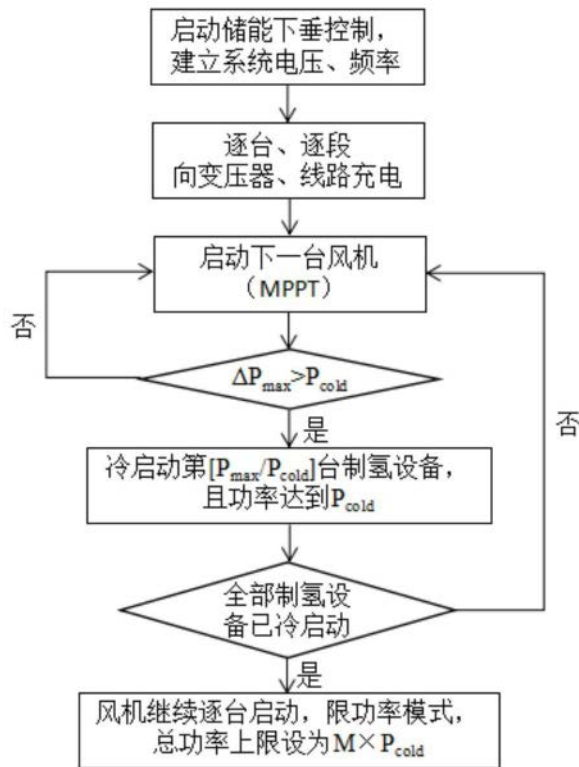 启动储能下垂控制，
建立系统电压、频率
逐台、逐段
向变压器、线路充电
启动下一台风机
（MPPT）
否
ΔPmax>Pcold
是
否
冷启动第[Pmax/Pcold]台制氢设备，
且功率达到Pcold
全部制氢设
备已冷启动
是
风机继续逐台启动，限功率模式，
总功率上限设为M×Pcold